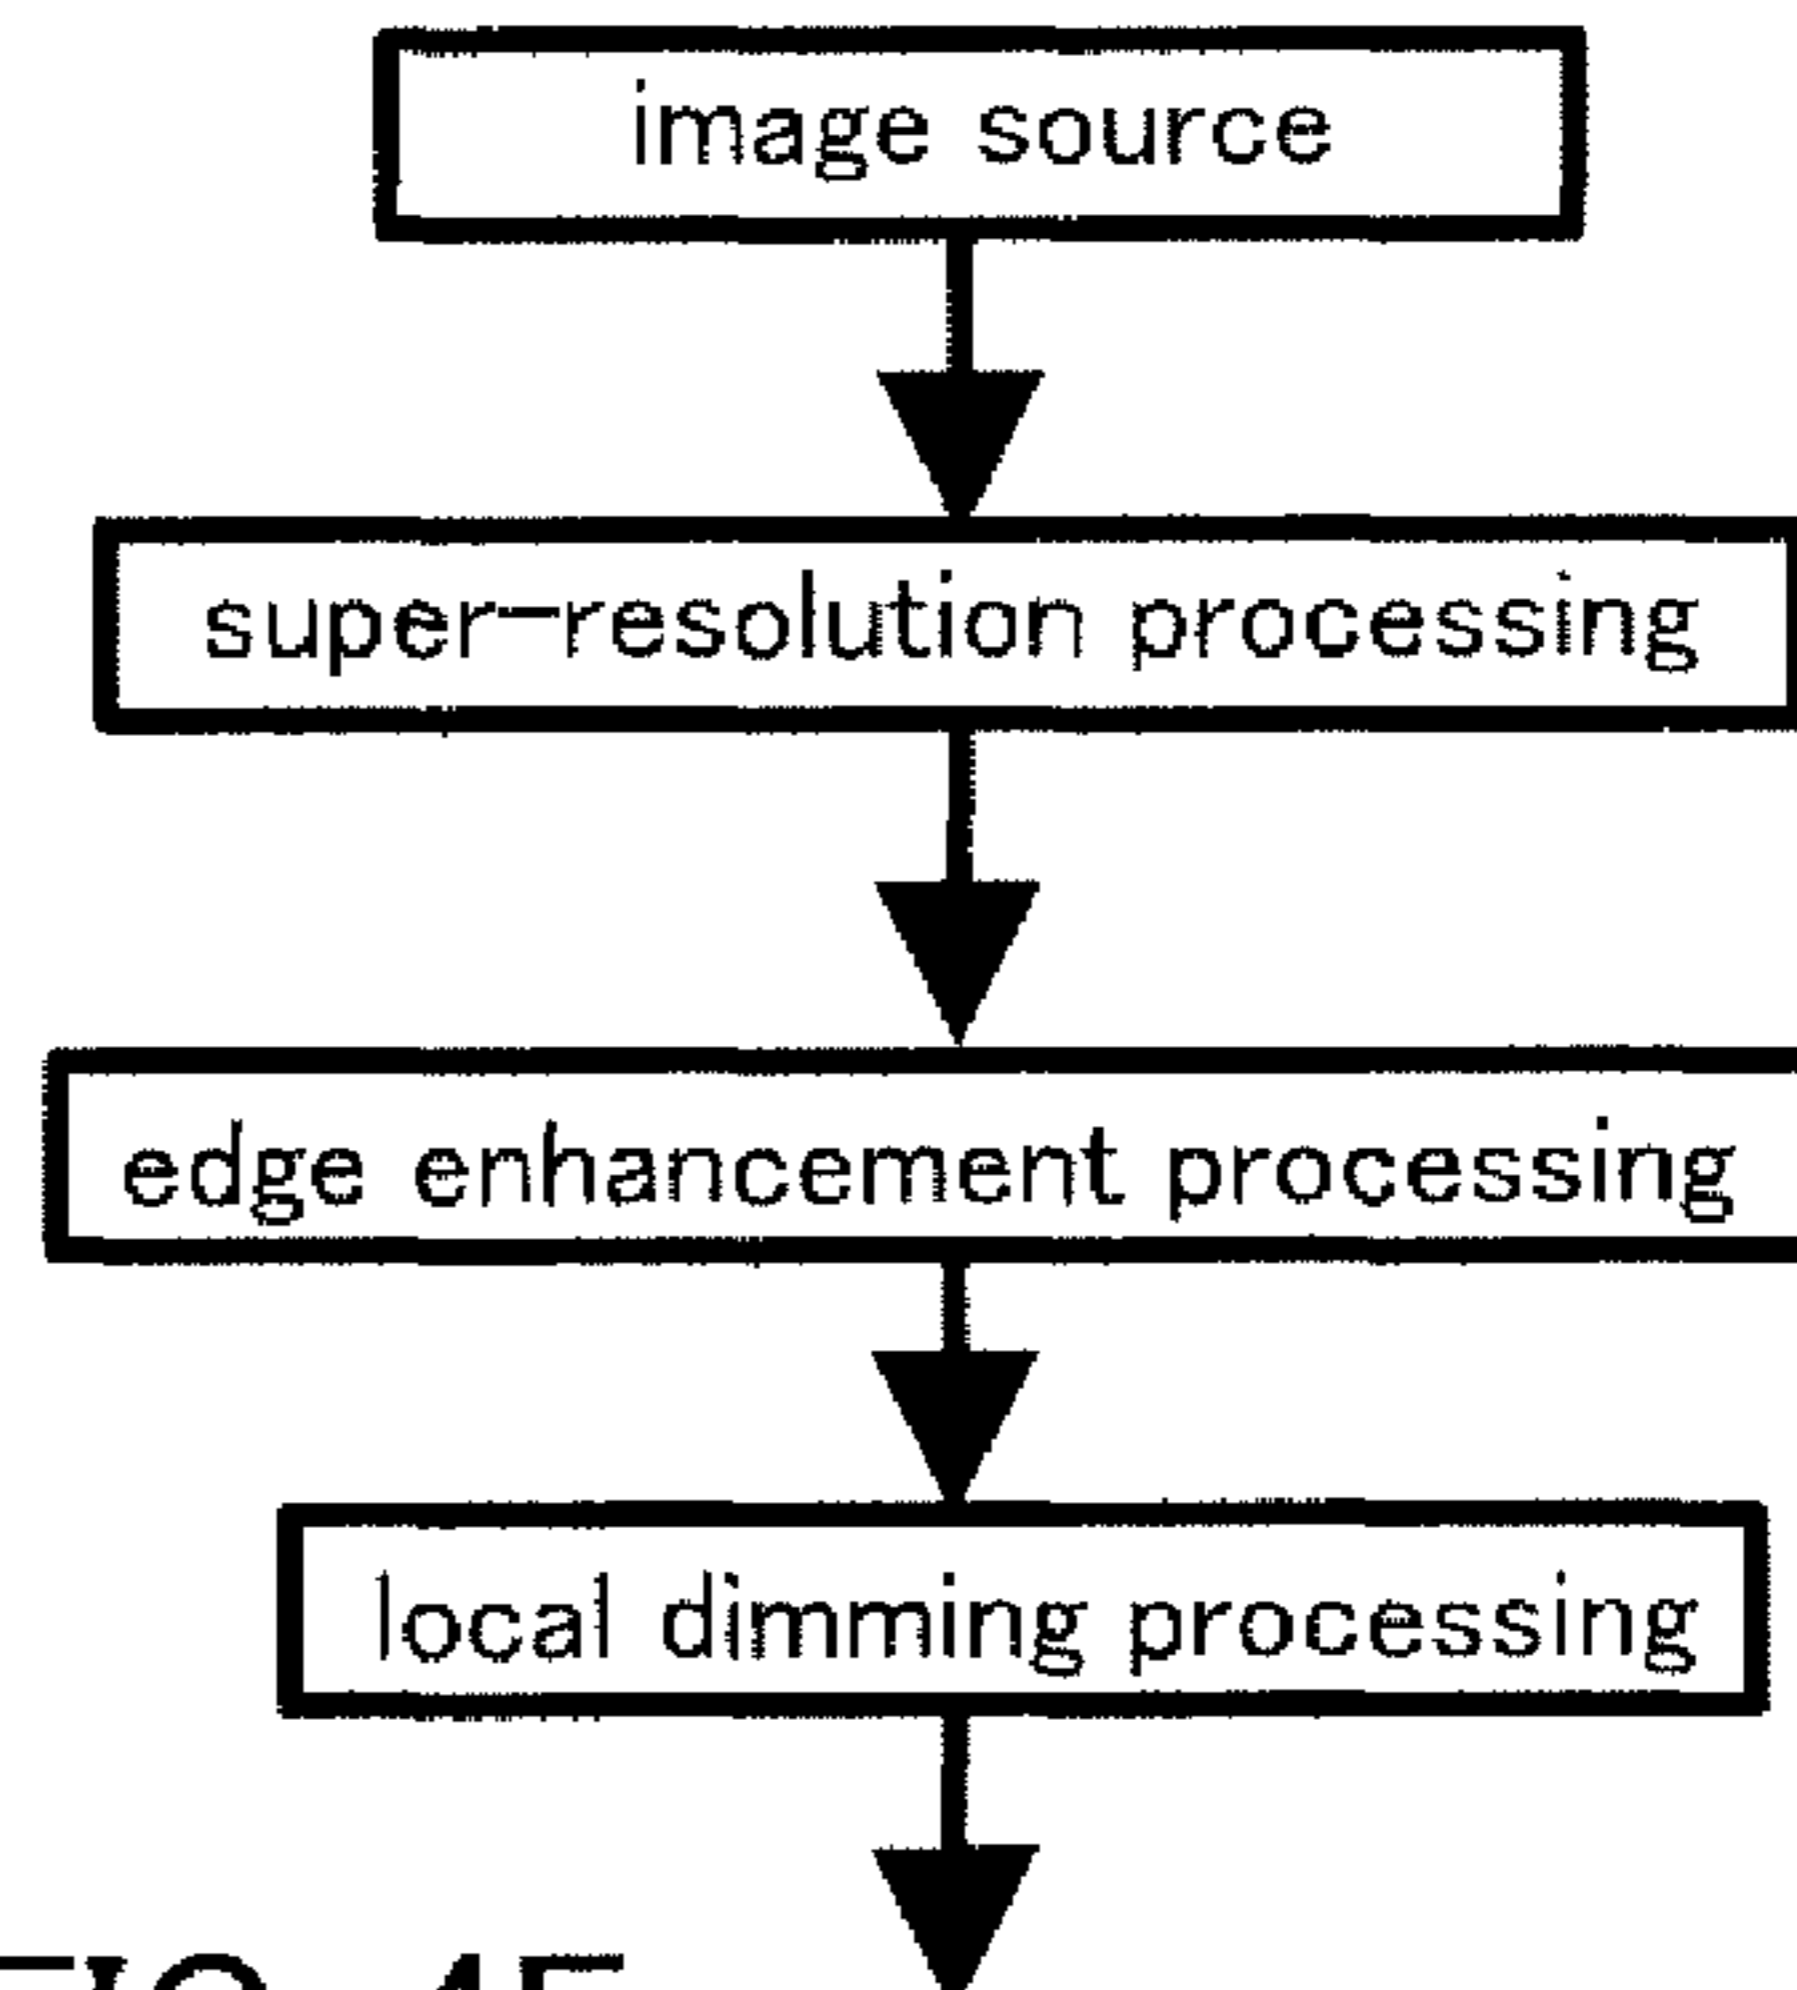 image source
super-resolution processing
edge enhancement processing
local dimming processing